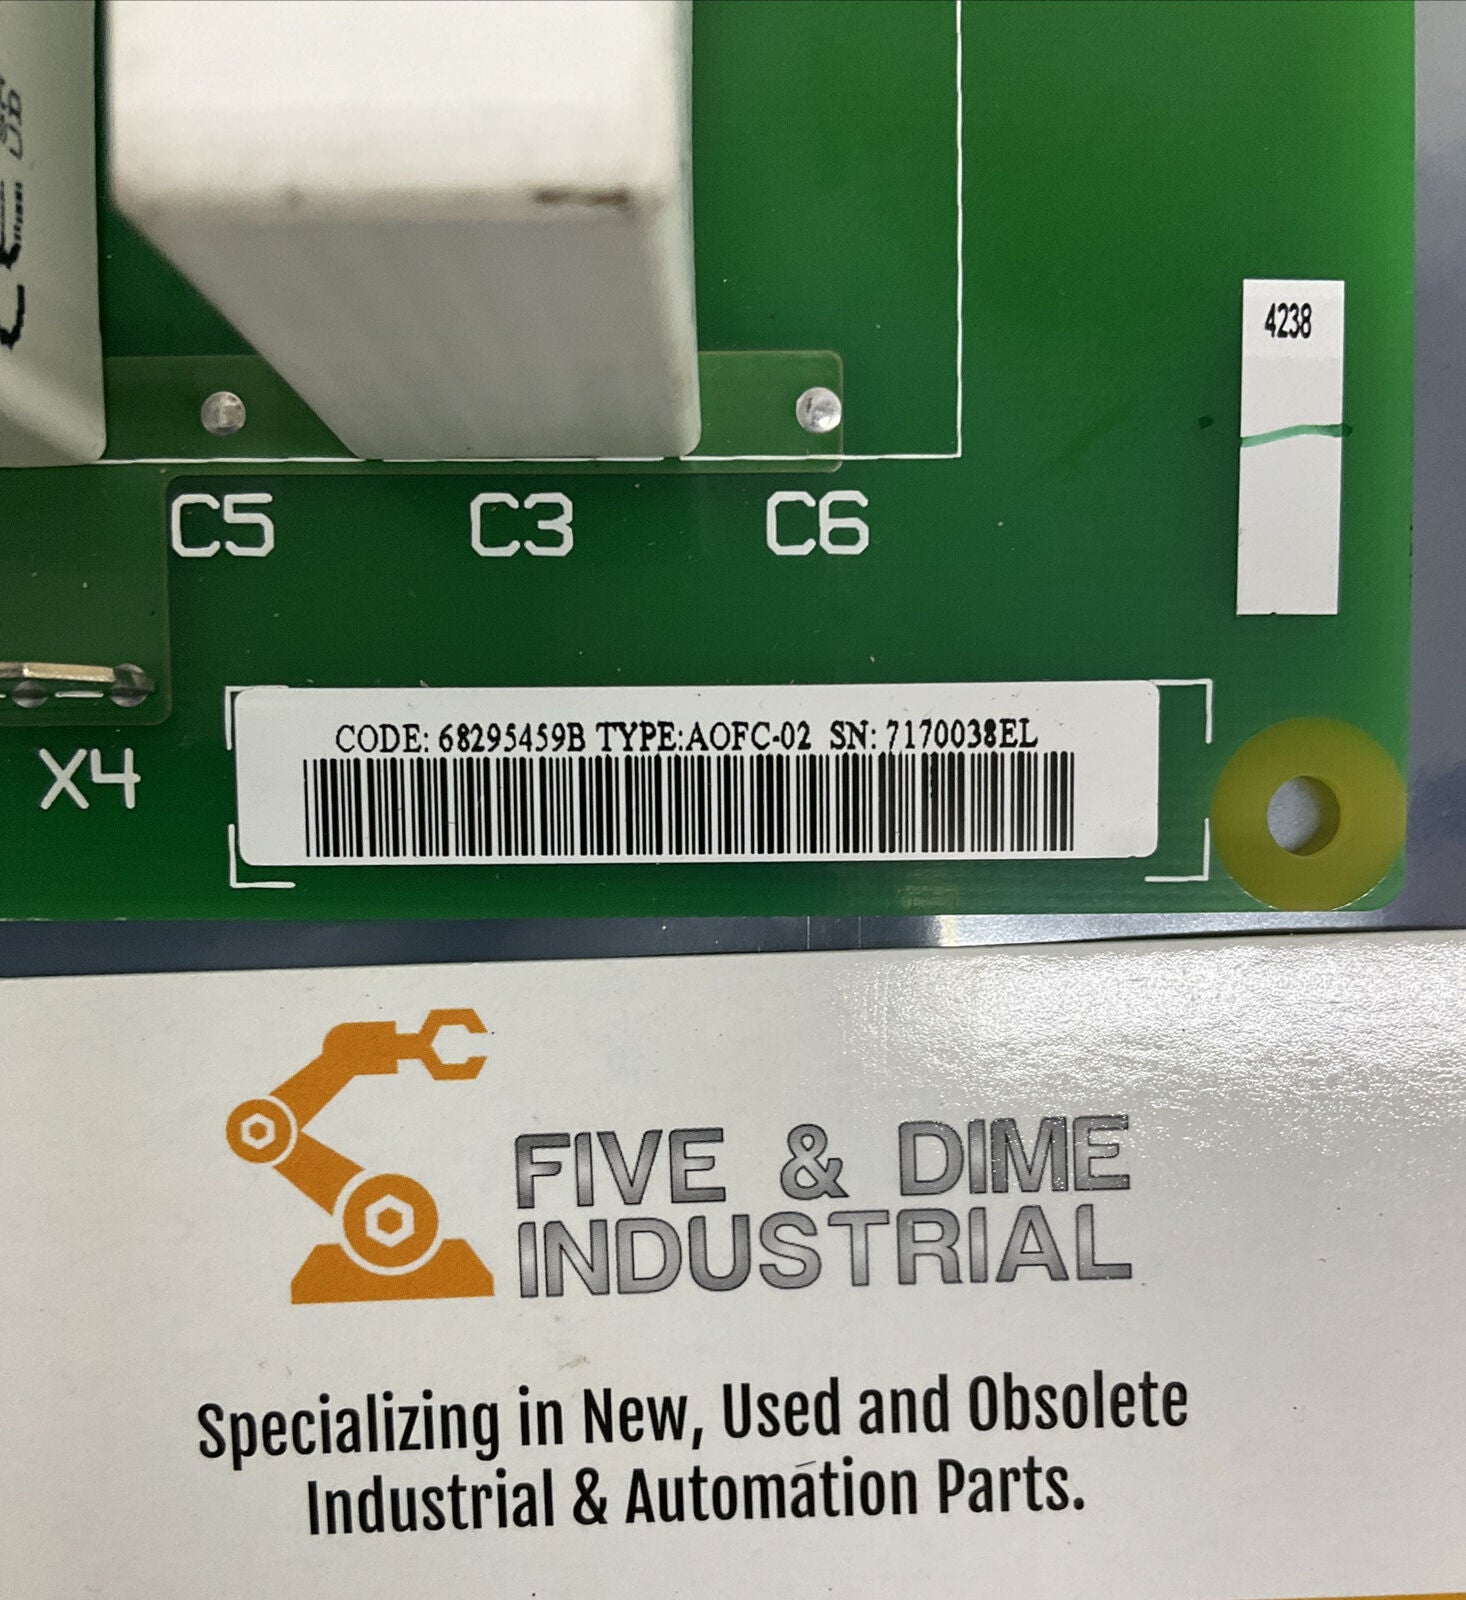 4238
C5 C3 C6
CODE: 68295459B TYPE:AOFC-02 SN: 7170038EL
X4
FIVE & DIME
INDUSTRIAL
Specializing in New, Used and Obsolete
Industrial & Automation Parts.